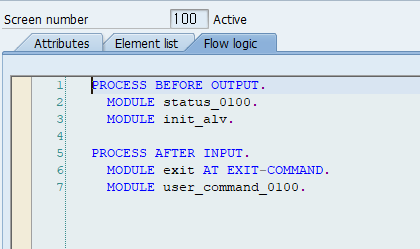 Screen number 100 Active
Attributes Element list Flow logic
1 PROCESS BEFORE OUTPUT.
2 MODULE status_0100.
3 MODULE init_alv.
4
5 PROCESS AFTER INPUT.
6 MODULE exit AT EXIT-COMMAND.
7 MODULE user_command_0100.